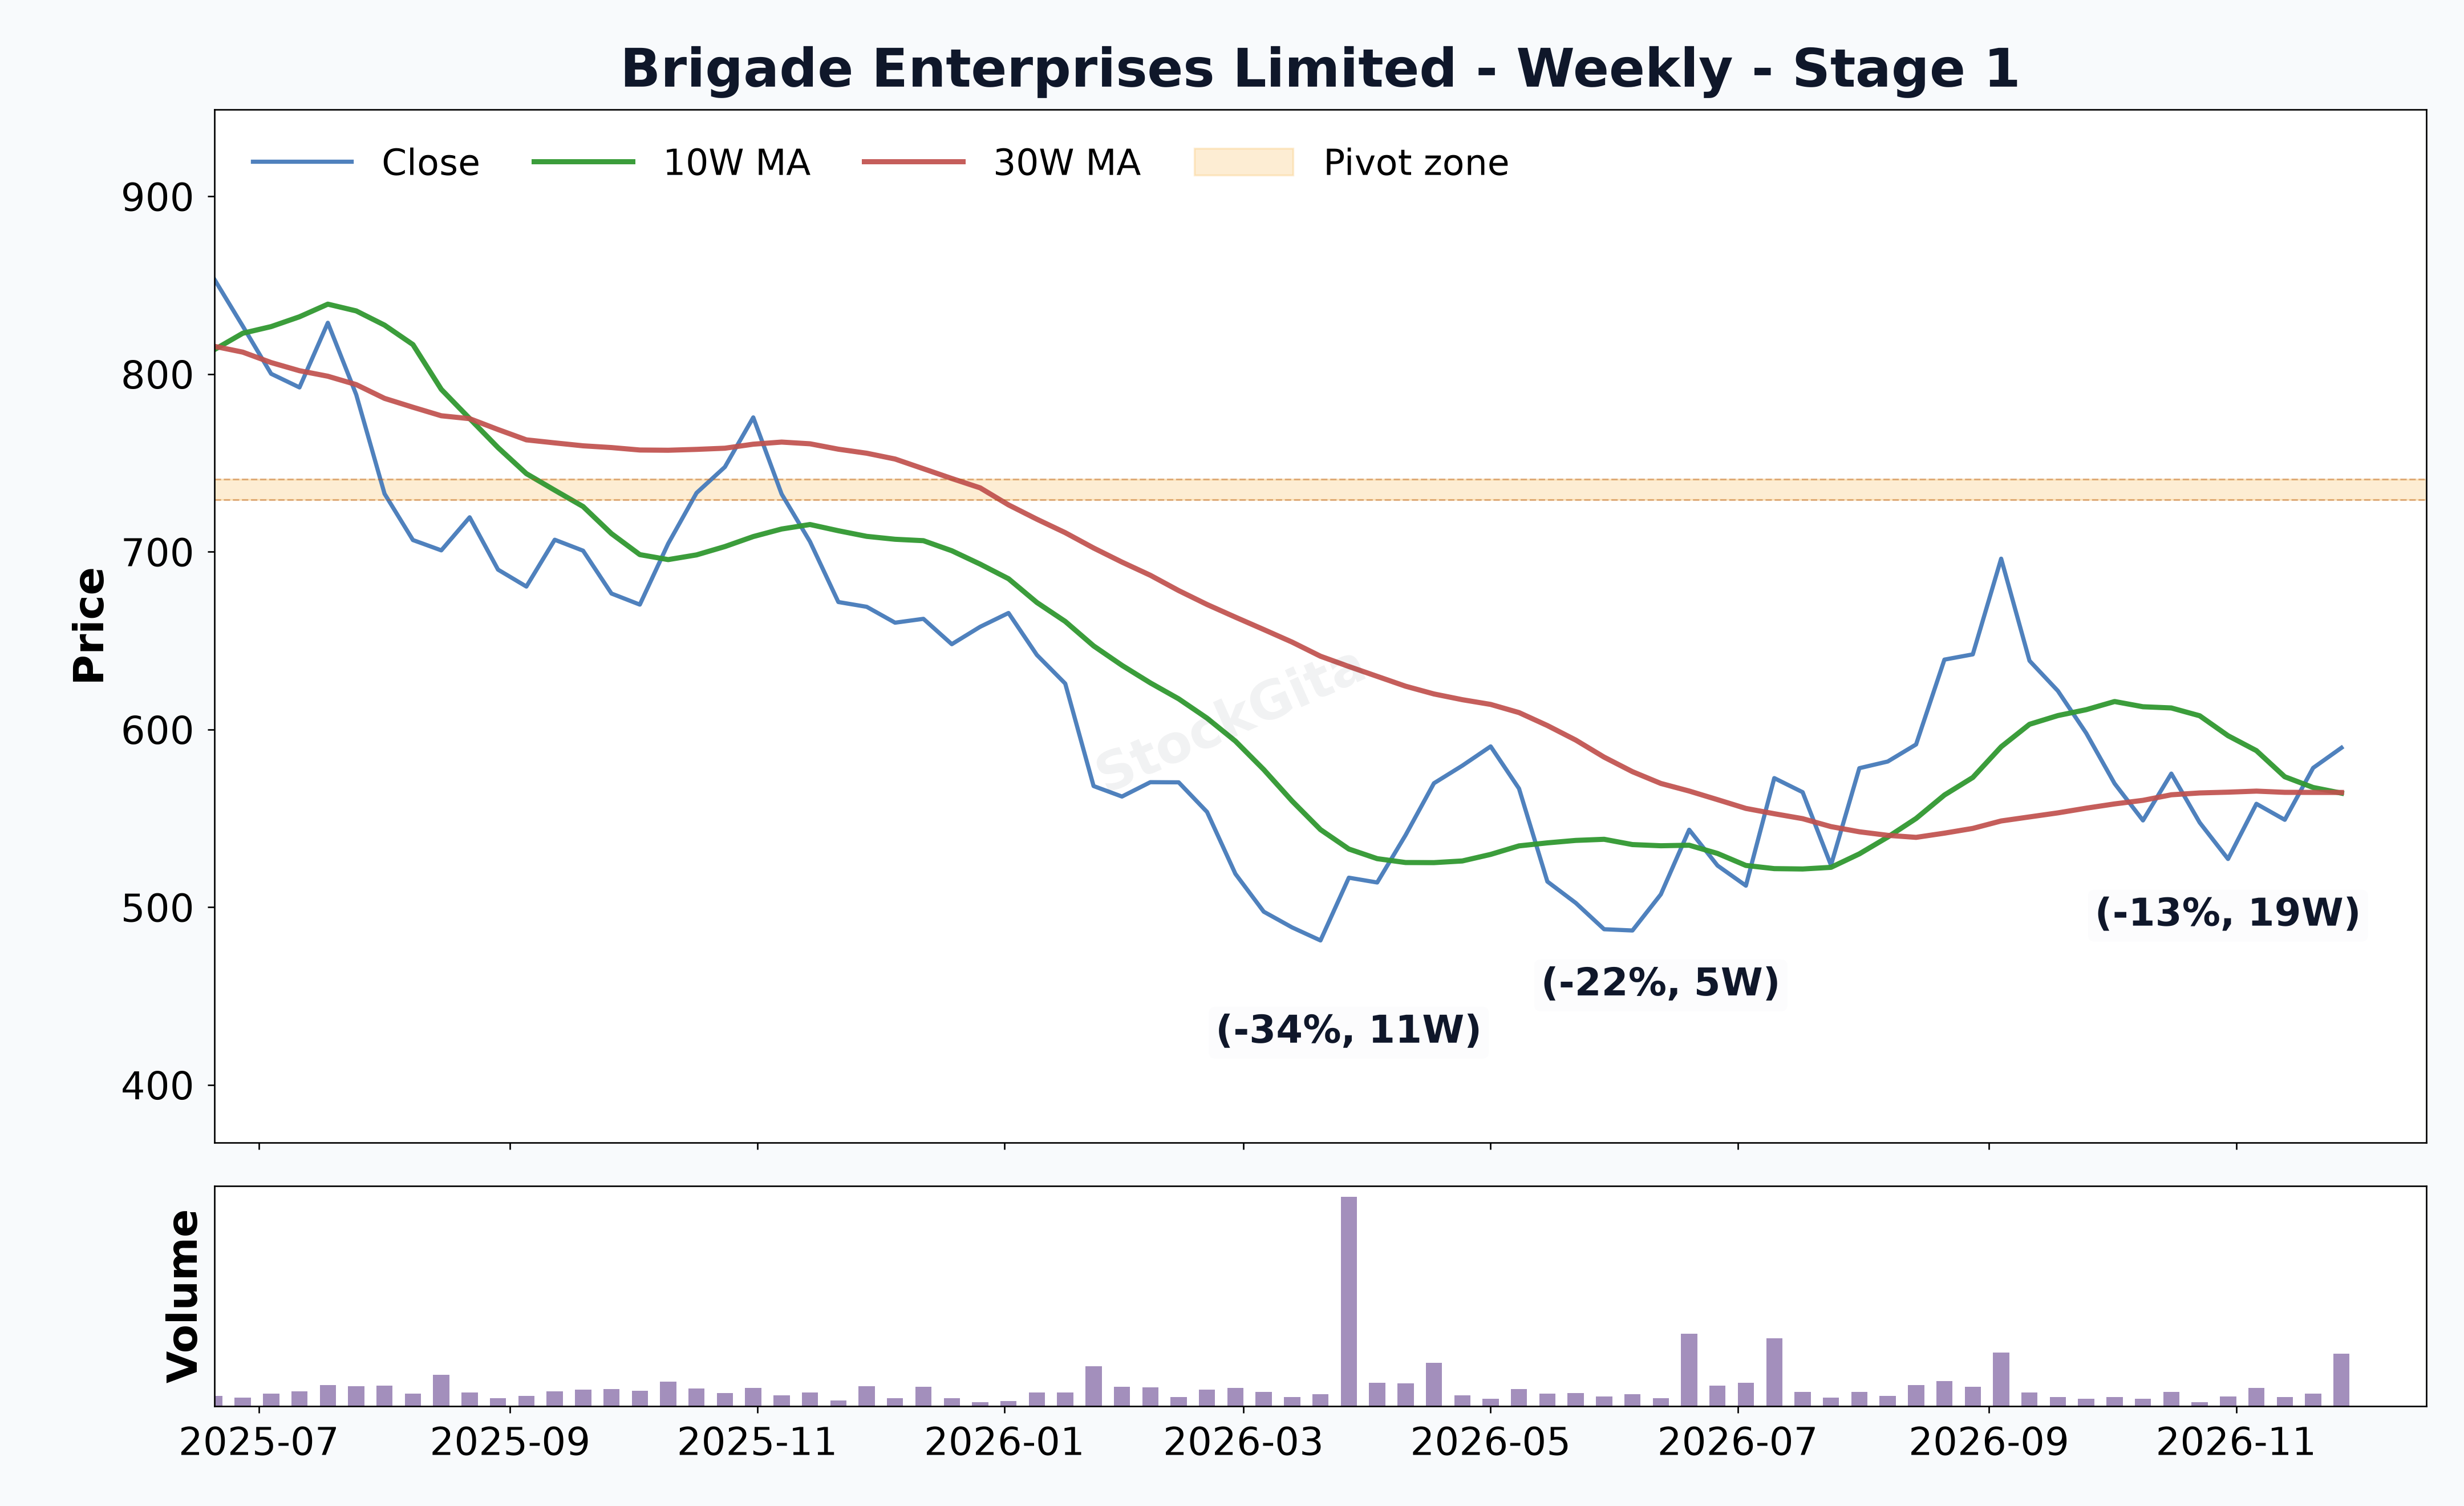 Brigade Enterprises Limited - Weekly - Stage 1
Close 10W MA 30W MA Pivot zone
900
800
700
600
500
400
Price
StockGita
(-13%, 19W)
(-22%, 5W)
(-34%, 11W)
Volume
2025-07 2025-09 2025-11 2026-01 2026-03 2026-05 2026-07 2026-09 2026-11